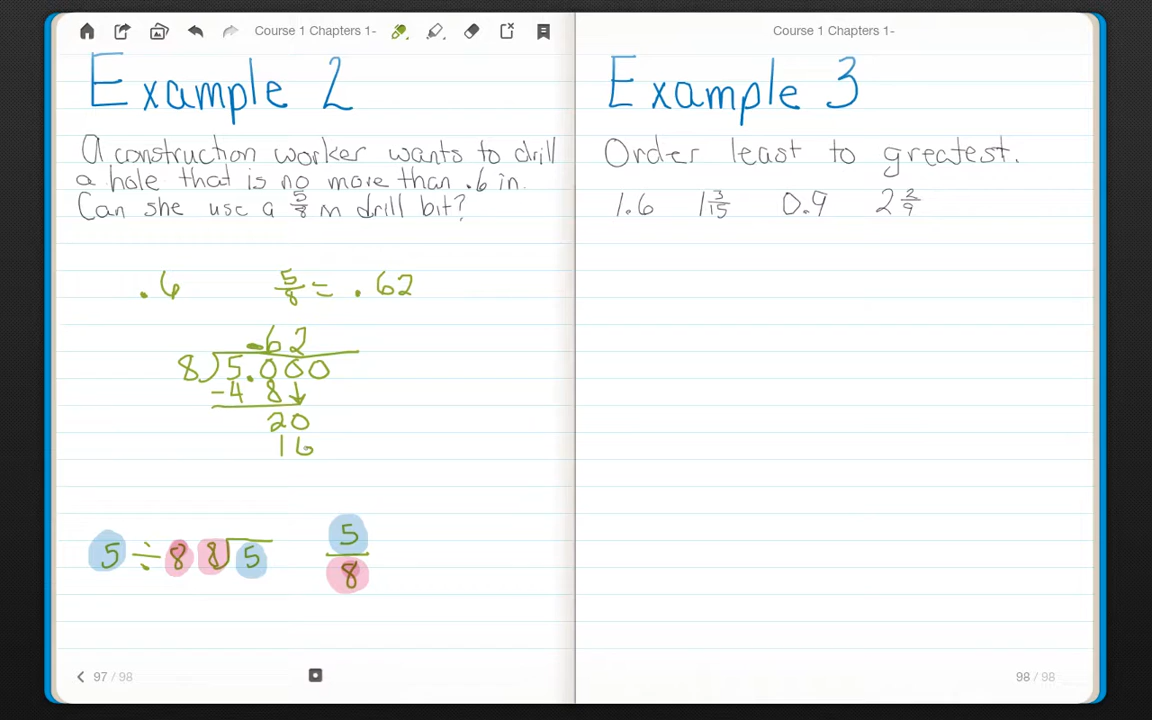 Course 1 Chapters 1-
Example 2
A construction worker wants to drill
a hole that is no more than .6 in.
Can she use a 5/8 in drill bit?
.6 5/8 = .62
.62
8)5.000
-4 8↓
20
16
5 ÷ 8 8)5 5/8
97 / 98
Course 1 Chapters 1-
Example 3
Order least to greatest.
1.6 1 3/15 0.9 2 2/9
98 / 98